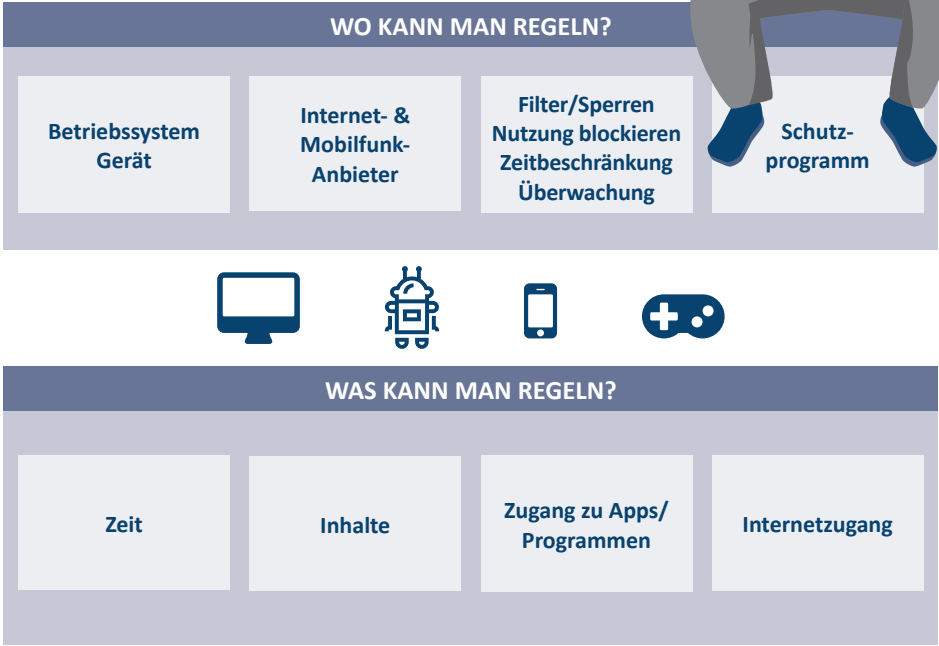 WO KANN MAN REGELN?
Betriebssystem
Gerät
Internet- &
Mobilfunk-
Anbieter
Filter/Sperren
Nutzung blockieren
Zeitbeschränkung
Überwachung
Schutz-
programm
WAS KANN MAN REGELN?
Zeit
Inhalte
Zugang zu Apps/
Programmen
Internetzugang